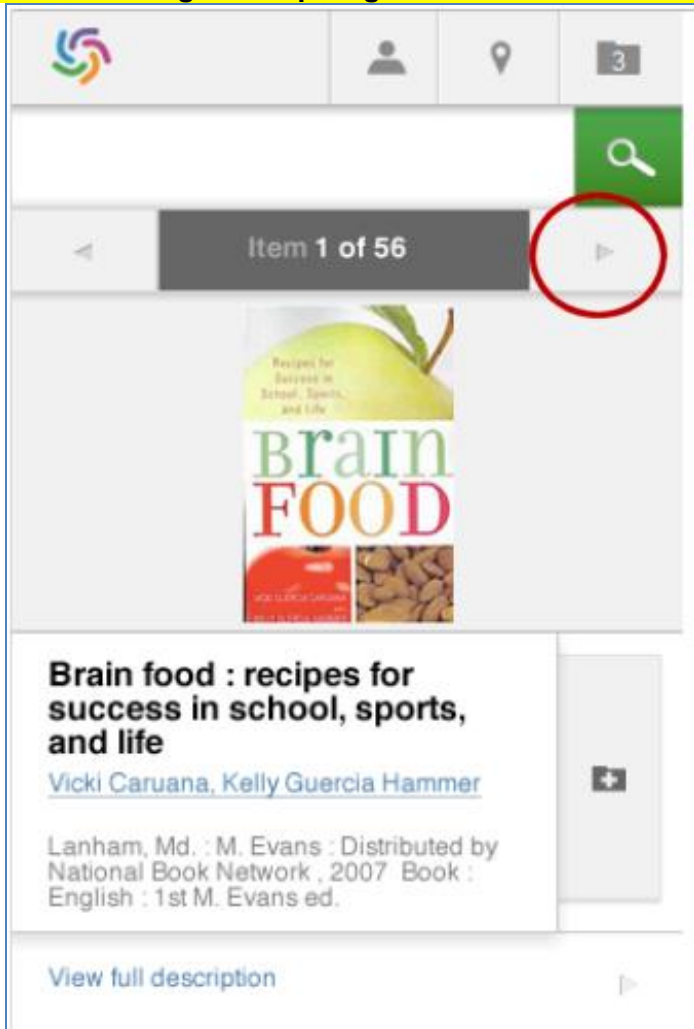 3
Item 1 of 56
Recipes for
Success in
School, Sports,
and Life
Brain
FOOD
Brain food : recipes for
success in school, sports,
and life
Vicki Caruana, Kelly Guercia Hammer
Lanham, Md. : M. Evans : Distributed by
National Book Network , 2007 Book :
English : 1st M. Evans ed.
View full description